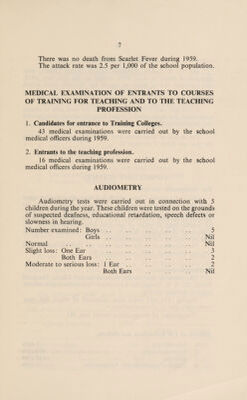 7
There was no death from Scarlet Fever during 1959.
The attack rate was 2.5 per 1,000 of the school population.
MEDICAL EXAMINATION OF ENTRANTS TO COURSES
OF TRAINING FOR TEACHING AND TO THE TEACHING
PROFESSION
1. Candidates for entrance to Training Colleges.
43 medical examinations were carried out by the school
medical officers during 1959.
2. Entrants to the teaching profession.
16 medical examinations were carried out by the school
medical officers during 1959.
AUDIOMETRY
Audiometry tests were carried out in connection with 5
children during the year. These children were tested on the grounds
of suspected deafness, educational retardation, speech defects or
slowness in hearing.
Number examined: Boys .. .. .. .. .. 5
Girls .. .. .. .. .. Nil
Normal .. .. .. .. .. .. .. Nil
Slight loss: One Ear .. .. .. .. .. 3
Both Ears .. .. .. .. .. 2
Moderate to serious loss: 1 Ear .. .. .. .. 2
Both Ears .. .. .. Nil